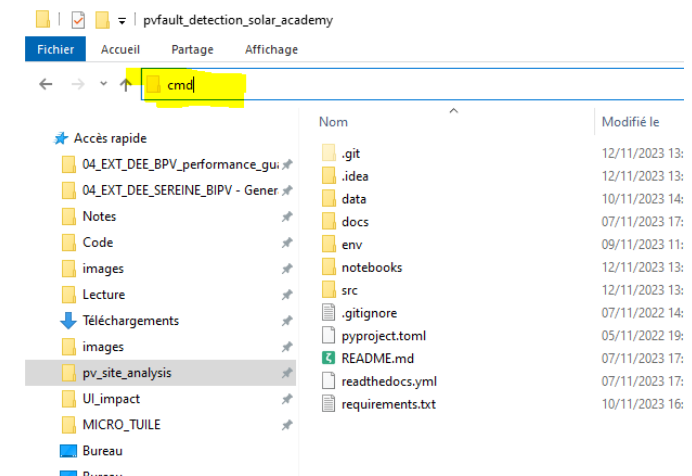 pvfault_detection_solar_academy
Fichier Accueil Partage Affichage
cmd
Nom Modifié le
Accès rapide
04_EXT_DEE_BPV_performance_gu
04_EXT_DEE_SEREINE_BIPV - Gener
Notes
Code
images
Lecture
Téléchargements
images
pv_site_analysis
UI_impact
MICRO_TUILE
Bureau
Bureau
.git 12/11/2023 13:
.idea 12/11/2023 13:
data 10/11/2023 14:
docs 07/11/2023 17:
env 09/11/2023 11:
notebooks 12/11/2023 13:
src 12/11/2023 13:
.gitignore 07/11/2022 14:
pyproject.toml 05/11/2022 19:
README.md 07/11/2023 17:
readthedocs.yml 07/11/2023 17:
requirements.txt 10/11/2023 16: